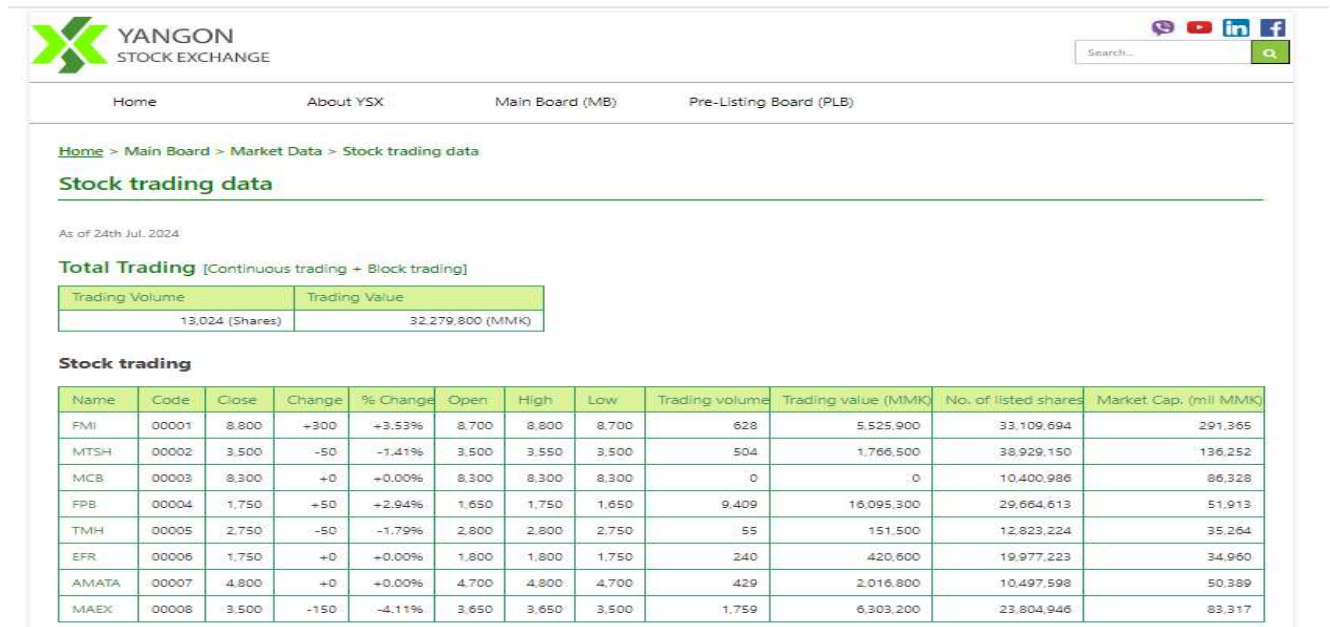 YANGON
STOCK EXCHANGE
in f
Search...
Home About YSX Main Board (MB) Pre-Listing Board (PLB)
Home > Main Board > Market Data > Stock trading data
Stock trading data
As of 24th Jul. 2024
Total Trading [Continuous trading + Block trading]
Trading Volume Trading Value
13,024 (Shares) 32,279,800 (MMK)
Stock trading
Name Code Close Change % Change Open High Low Trading volume Trading value (MMK) No. of listed shares Market Cap. (mil MMK)
FMI 00001 8,800 +300 +3.53% 8,700 8,800 8,700 628 5,525,900 33,109,694 291,365
MTSH 00002 3,500 -50 -1.41% 3,500 3,550 3,500 504 1,766,500 38,929,150 136,252
MCB 00003 8,300 +0 +0.00% 8,300 8,300 8,300 0 0 10,400,986 86,328
FPB 00004 1,750 +50 +2.94% 1,650 1,750 1,650 9,409 16,095,300 29,664,613 51,913
TMH 00005 2,750 -50 -1.79% 2,800 2,800 2,750 55 151,500 12,823,224 35,264
EFR 00006 1,750 +0 +0.00% 1,800 1,800 1,750 240 420,600 19,977,223 34,960
AMATA 00007 4,800 +0 +0.00% 4,700 4,800 4,700 429 2,016,800 10,497,598 50,389
MAEX 00008 3,500 -150 -4.11% 3,650 3,650 3,500 1,759 6,303,200 23,804,946 83,317